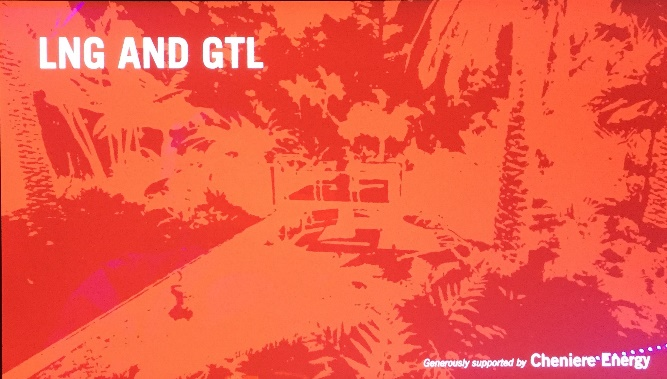 LNG AND GTL
Generously supported by Cheniere Energy